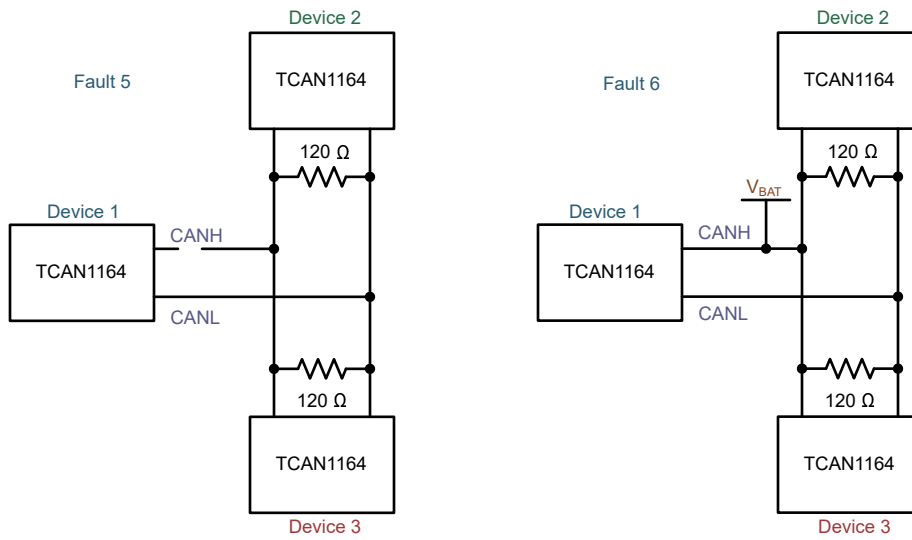 Fault 5
Device 2
TCAN1164
120 Ω
Device 1
TCAN1164
CANH
CANL
120 Ω
TCAN1164
Device 3
Fault 6
Device 2
TCAN1164
120 Ω
VBAT
Device 1
TCAN1164
CANH
CANL
120 Ω
TCAN1164
Device 3